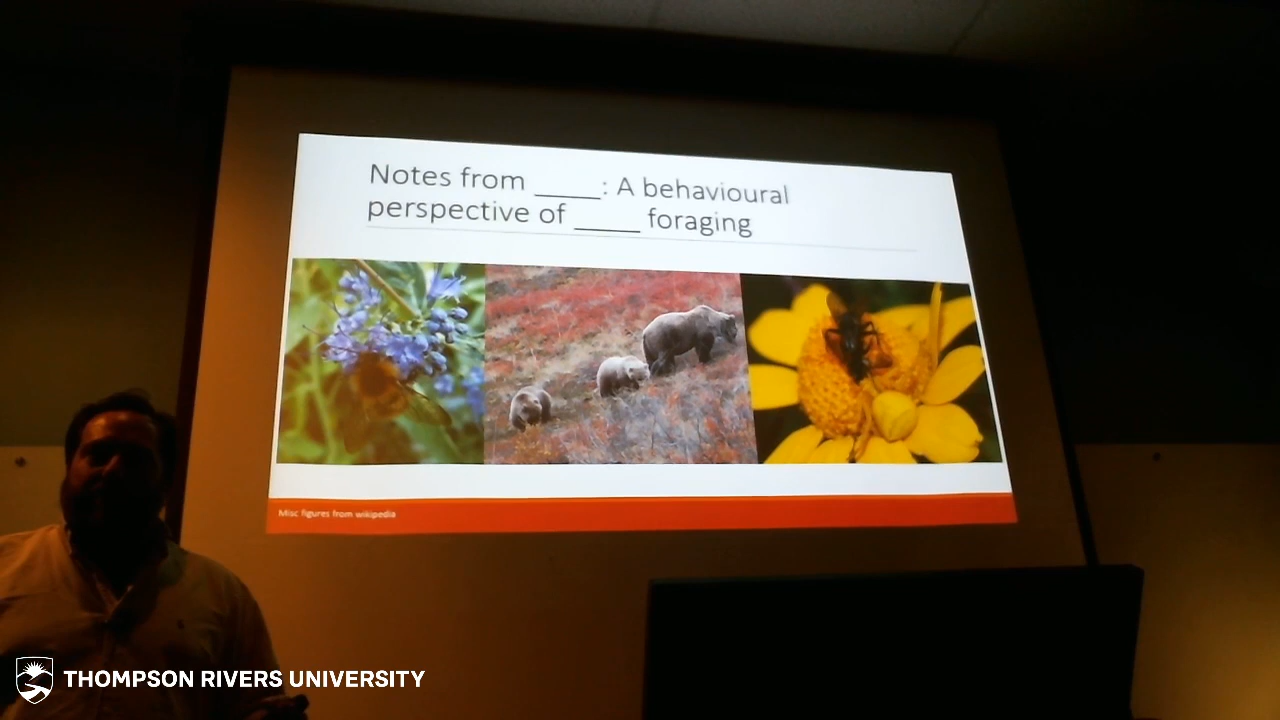 Notes from _____: A behavioural
perspective of _____ foraging
Misc figures from wikipedia
THOMPSON RIVERS UNIVERSITY